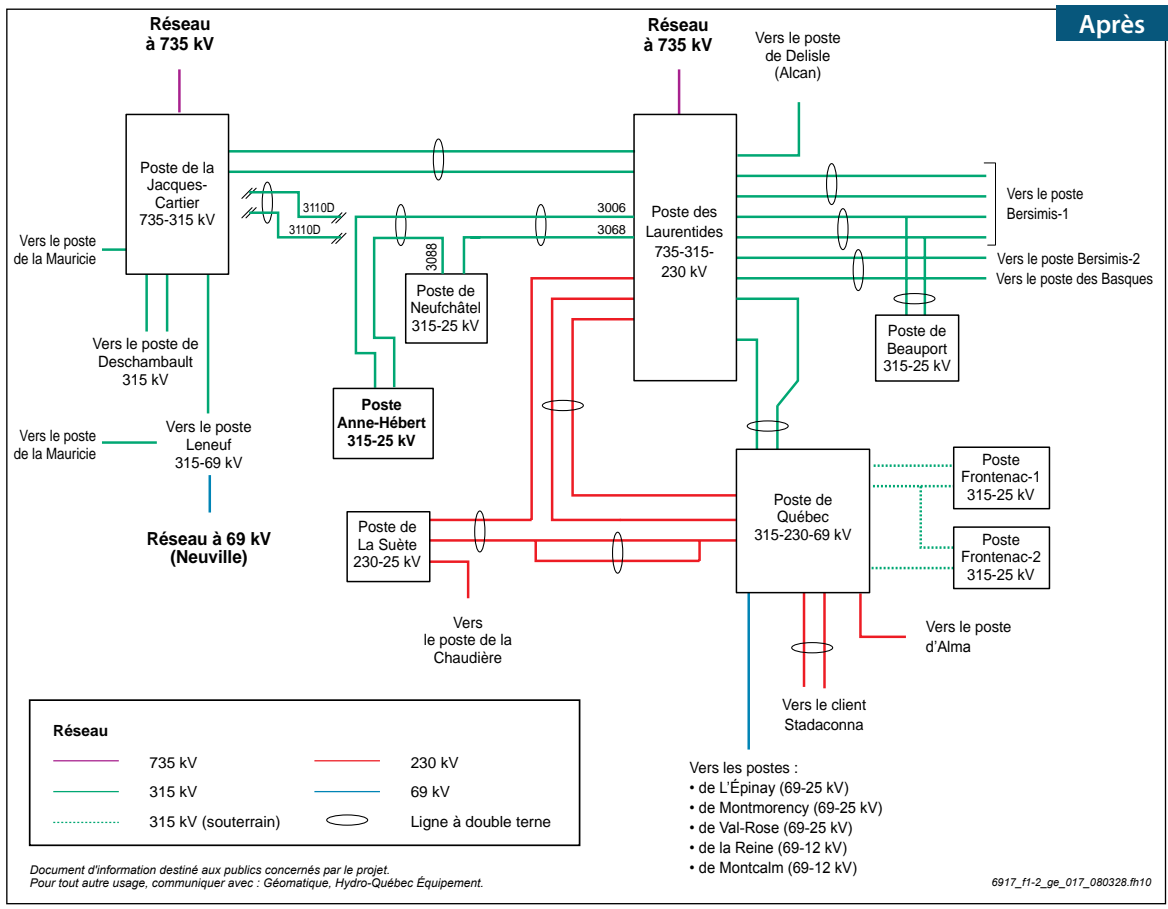 Après
Réseau
à 735 kV
Réseau
à 735 kV
Vers le poste
de Delisle
(Alcan)
Poste de la
Jacques-
Cartier
735-315 kV
3110D
3110D
3006
3068
3088
Poste des
Laurentides
735-315-
230 kV
Vers le poste
Bersimis-1
Vers le poste Bersimis-2
Vers le poste des Basques
Vers le poste
de la Mauricie
Poste de
Neufchâtel
315-25 kV
Poste de
Beauport
315-25 kV
Vers le poste de
Deschambault
315 kV
Poste
Anne-Hébert
315-25 kV
Vers le poste
de la Mauricie
Vers le poste
Leneuf
315-69 kV
Poste
Frontenac-1
315-25 kV
Poste de
Québec
315-230-69 kV
Réseau à 69 kV
(Neuville)
Poste de
La Suète
230-25 kV
Poste
Frontenac-2
315-25 kV
Vers
le poste de la
Chaudière
Vers le poste
d'Alma
Vers le client
Stadaconna
Réseau
735 kV
230 kV
315 kV
69 kV
315 kV (souterrain)
Ligne à double terne
Vers les postes :
• de L'Épinay (69-25 kV)
• de Montmorency (69-25 kV)
• de Val-Rose (69-25 kV)
• de la Reine (69-12 kV)
• de Montcalm (69-12 kV)
Document d'information destiné aux publics concernés par le projet.
Pour tout autre usage, communiquer avec : Géomatique, Hydro-Québec Équipement.
6917_f1-2_ge_017_080328.fh10